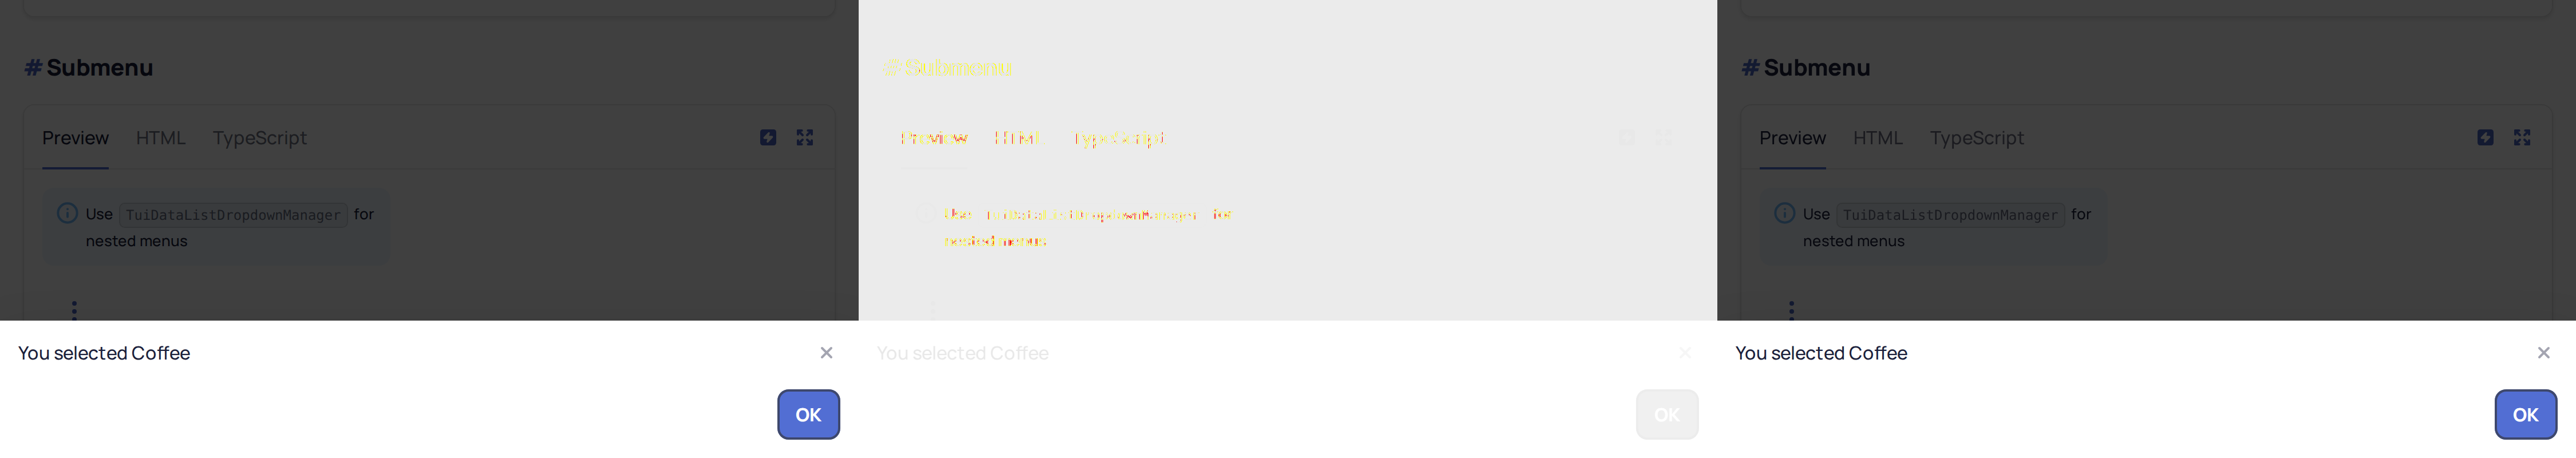 # Submenu
Preview HTML TypeScript
Use TuiDataListDropdownManager for
nested menus
You selected Coffee ×
OK
# Submenu
Preview HTML TypeScript
Use TuiDataListDropdownManager for
nested menus
You selected Coffee ×
OK
# Submenu
Preview HTML TypeScript
Use TuiDataListDropdownManager for
nested menus
You selected Coffee ×
OK